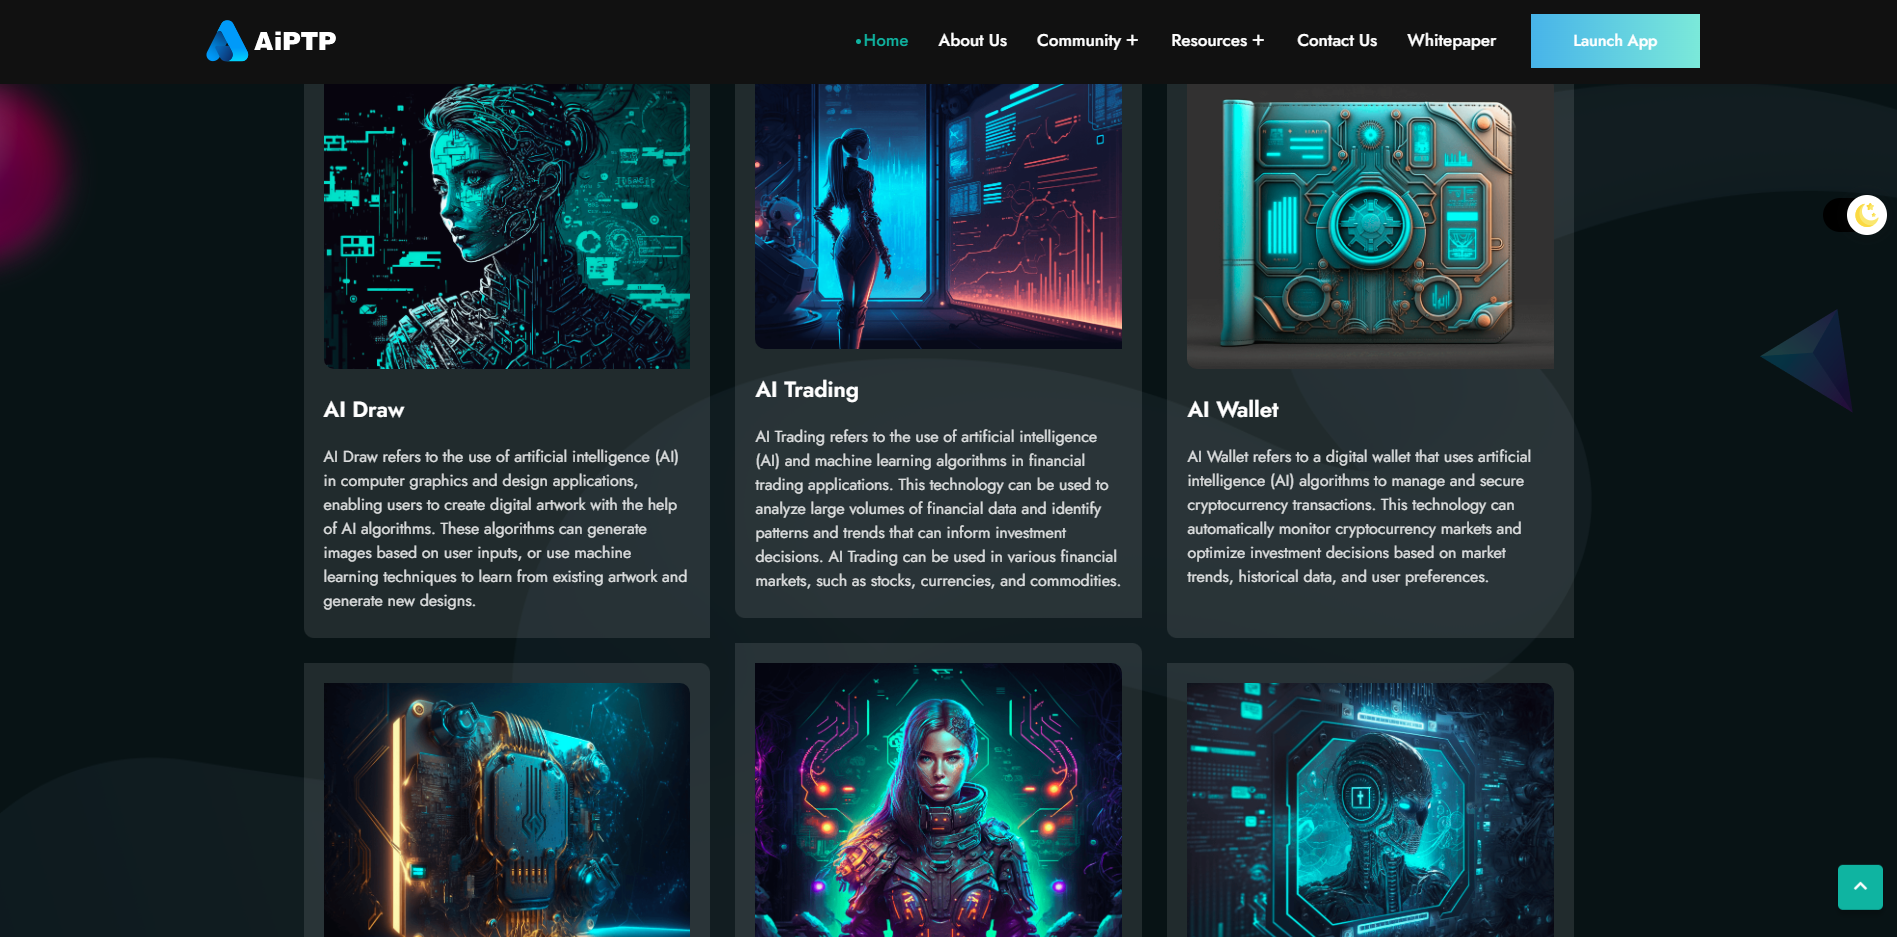 AiPTP
Home
About Us
Community +
Resources +
Contact Us
Whitepaper
Launch App
AI Draw
AI Draw refers to the use of artificial intelligence (AI)
in computer graphics and design applications,
enabling users to create digital artwork with the help
of AI algorithms. These algorithms can generate
images based on user inputs, or use machine
learning techniques to learn from existing artwork and
generate new designs.
AI Trading
AI Trading refers to the use of artificial intelligence
(AI) and machine learning algorithms in financial
trading applications. This technology can be used to
analyze large volumes of financial data and identify
patterns and trends that can inform investment
decisions. AI Trading can be used in various financial
markets, such as stocks, currencies, and commodities.
AI Wallet
AI Wallet refers to a digital wallet that uses artificial
intelligence (AI) algorithms to manage and secure
cryptocurrency transactions. This technology can
automatically monitor cryptocurrency markets and
optimize investment decisions based on market
trends, historical data, and user preferences.